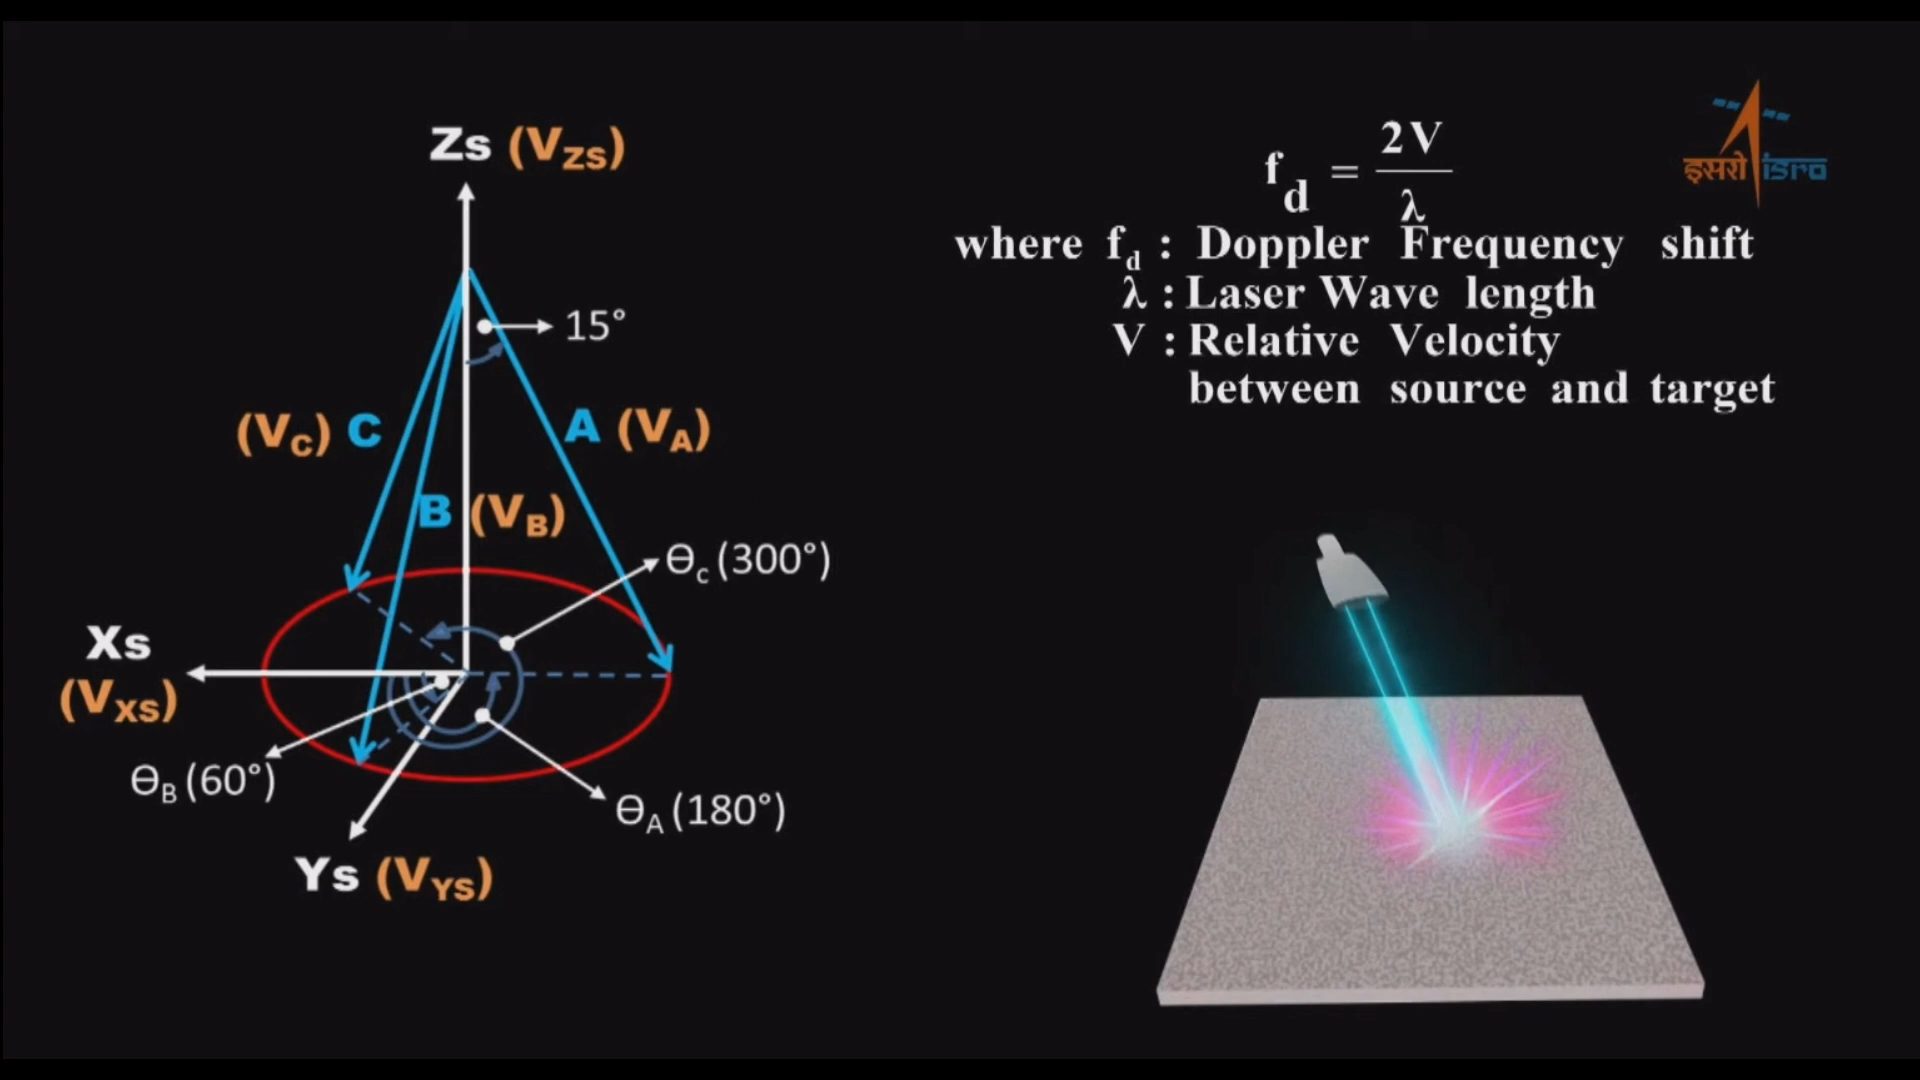 Zs (VZS)
15°
(VC) C
A (VA)
B (VB)
ϴc (300°)
Xs
(VXS)
ϴB (60°)
ϴA (180°)
Ys (VYS)
fd = 2V
λ
where fd : Doppler Frequency shift
λ : Laser Wave length
V : Relative Velocity
between source and target
इसरो isro